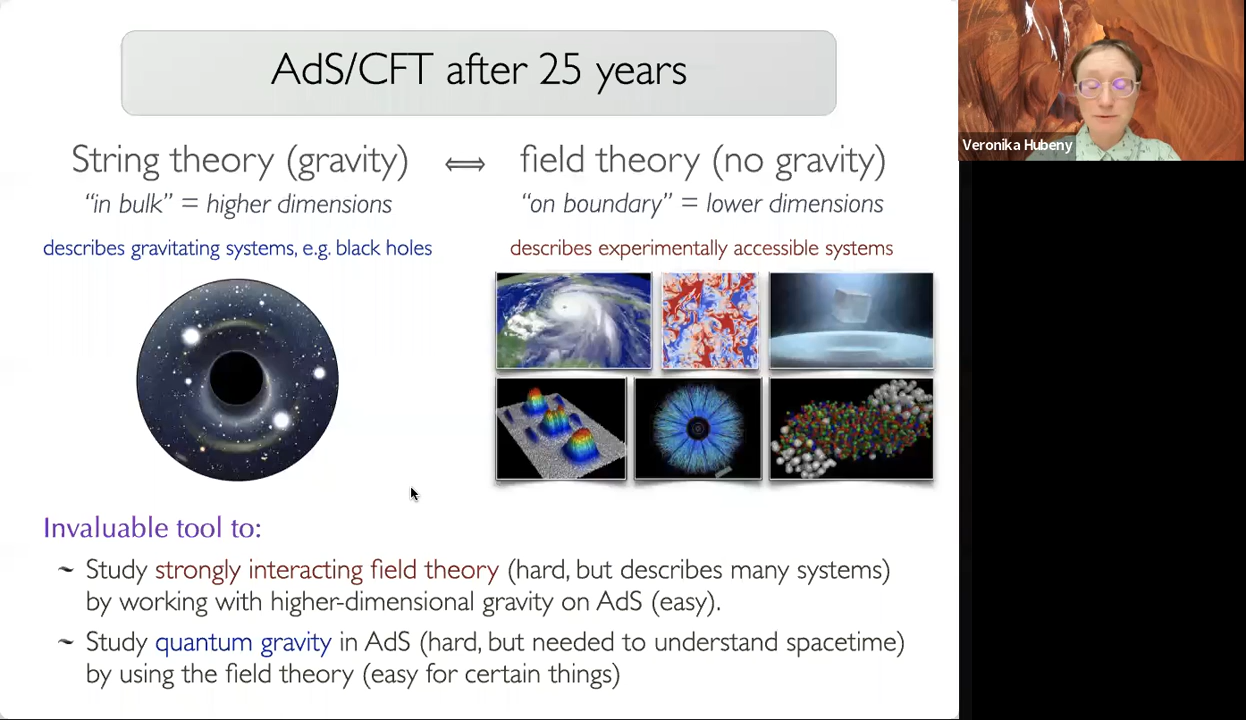 AdS/CFT after 25 years
String theory (gravity) ⟺ field theory (no gravity)
“in bulk” = higher dimensions
“on boundary” = lower dimensions
describes gravitating systems, e.g. black holes
describes experimentally accessible systems
Invaluable tool to:
~ Study strongly interacting field theory (hard, but describes many systems)
by working with higher-dimensional gravity on AdS (easy).
~ Study quantum gravity in AdS (hard, but needed to understand spacetime)
by using the field theory (easy for certain things)
Veronika Hubeny